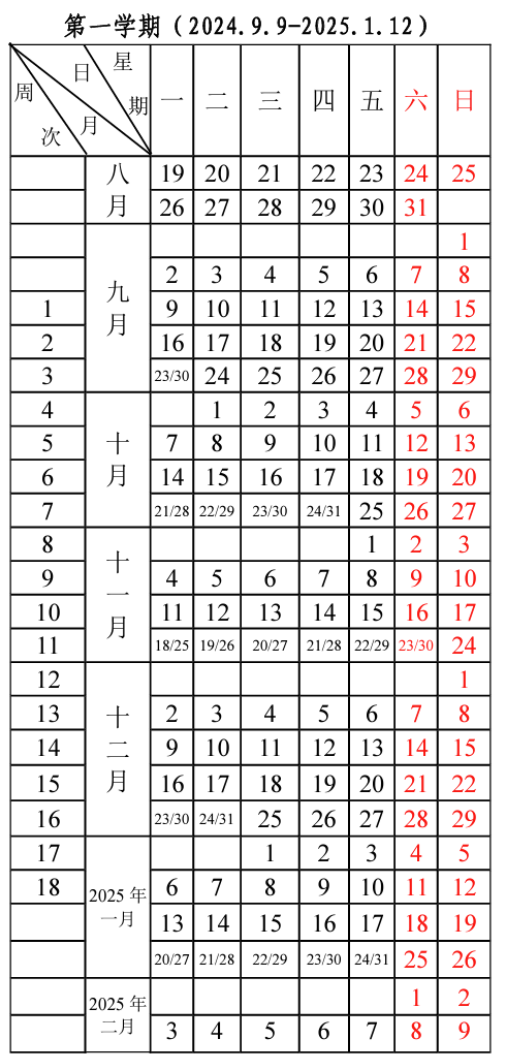 第一学期(2024.9.9-2025.1.12)
周次 日月 星期 一 二 三 四 五 六 日
八月 19 20 21 22 23 24 25
26 27 28 29 30 31
九月 1
2 3 4 5 6 7 8
1 9 10 11 12 13 14 15
2 16 17 18 19 20 21 22
3 23/30 24 25 26 27 28 29
4 十月 1 2 3 4 5 6
5 7 8 9 10 11 12 13
6 14 15 16 17 18 19 20
7 21/28 22/29 23/30 24/31 25 26 27
8 十一月 1 2 3
9 4 5 6 7 8 9 10
10 11 12 13 14 15 16 17
11 18/25 19/26 20/27 21/28 22/29 23/30 24
12 十二月 1
13 2 3 4 5 6 7 8
14 9 10 11 12 13 14 15
15 16 17 18 19 20 21 22
16 23/30 24/31 25 26 27 28 29
17 2025年一月 1 2 3 4 5
18 6 7 8 9 10 11 12
13 14 15 16 17 18 19
20/27 21/28 22/29 23/30 24/31 25 26
2025年二月 1 2
3 4 5 6 7 8 9